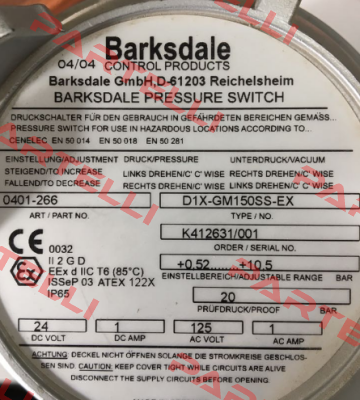 Barksdale
04/04 CONTROL PRODUCTS
Barksdale GmbH,D-61203 Reichelsheim
BARKSDALE PRESSURE SWITCH
DRUCKSCHALTER FÜR DEN GEBRAUCH IN GEFÄHRDETEN BEREICHEN GEMÄSS...
PRESSURE SWITCH FOR USE IN HAZARDOUS LOCATIONS ACCORDING TO...
CENELEC EN 50 014 EN 50 018 EN 50 281
EINSTELLUNG/ADJUSTMENT DRUCK/PRESSURE UNTERDRUCK/VACUUM
STEIGEND/TO INCREASE LINKS DREHEN/C' C' WISE RECHTS DREHEN/C' WISE
FALLEND/TO DECREASE RECHTS DREHEN/C' WISE LINKS DREHEN/C' C' WISE
0401-266 D1X-GM150SS-EX
ART / PART NO. TYPE / NO.
K412631/001
ORDER / SERIAL NO.
CE 0032
II 2 G D
Ex EEx d IIC T6 (85°C)
ISSeP 03 ATEX 122X
IP65
+0,52......+10,5
EINSTELLBEREICH/ADJUSTABLE RANGE BAR
20
PRÜFDRUCK/PROOF BAR
24 1 125 1
DC VOLT DC AMP AC VOLT AC AMP
ACHTUNG: DECKEL NICHT ÖFFNEN SOLANGE DIE STROMKREISE GESCHLOS-
SEN SIND. CAUTION: KEEP COVER TIGHT WHILE CIRCUITS ARE ALIVE
DISCONNECT THE SUPPLY CIRCUITS BEFORE OPENING
PARTELLI
PARTELLI
PARTELLI